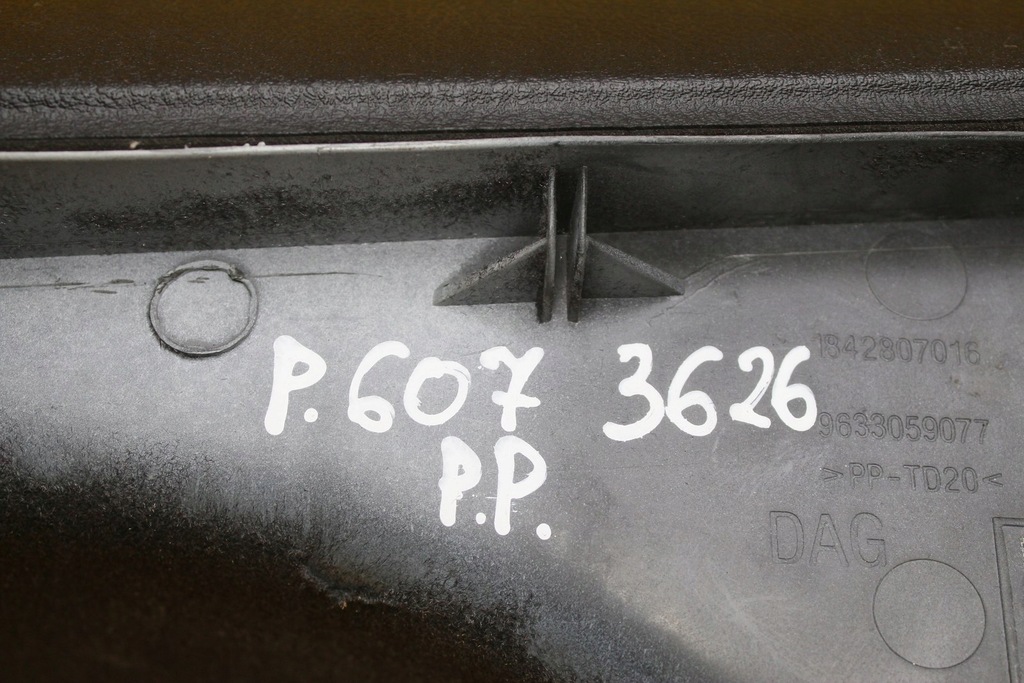 P.607 3626
P.P.
1842807016
9633059077
>PP-TD20<
DAG